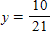 y = 10/21